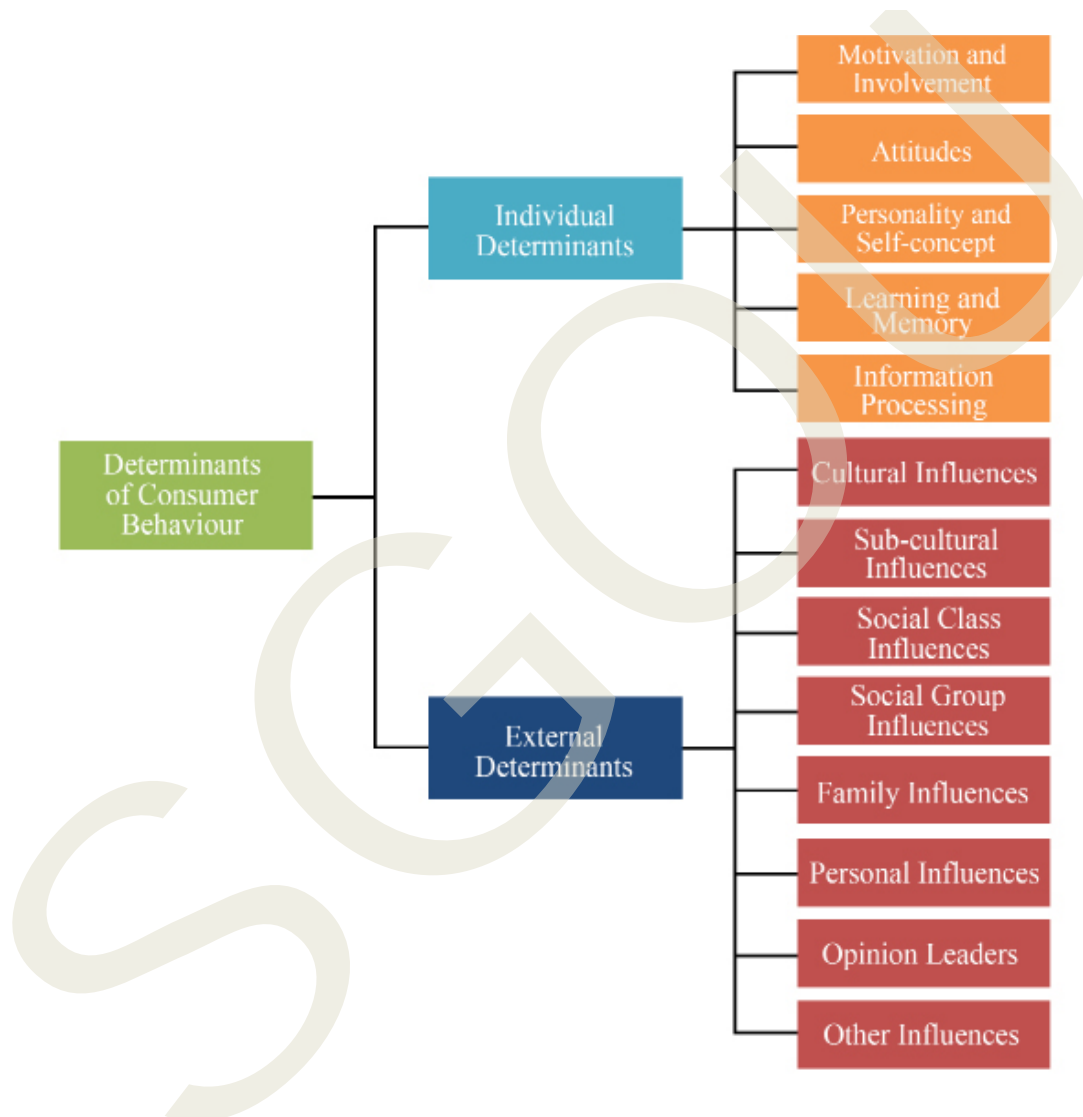 Determinants
of Consumer
Behaviour
Individual
Determinants
Motivation and
Involvement
Attitudes
Personality and
Self-concept
Learning and
Memory
Information
Processing
External
Determinants
Cultural Influences
Sub-cultural
Influences
Social Class
Influences
Social Group
Influences
Family Influences
Personal Influences
Opinion Leaders
Other Influences
SGOU